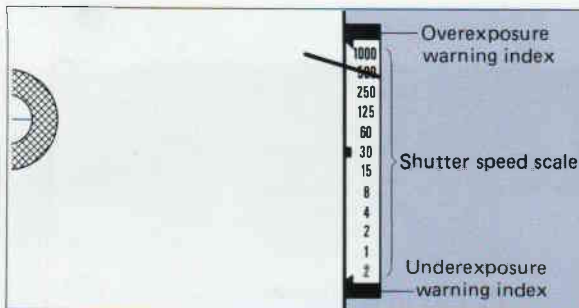 Overexposure
warning index
1000
500
250
125
60
30
15
8
4
2
1
2
Shutter speed scale
Underexposure
warning index